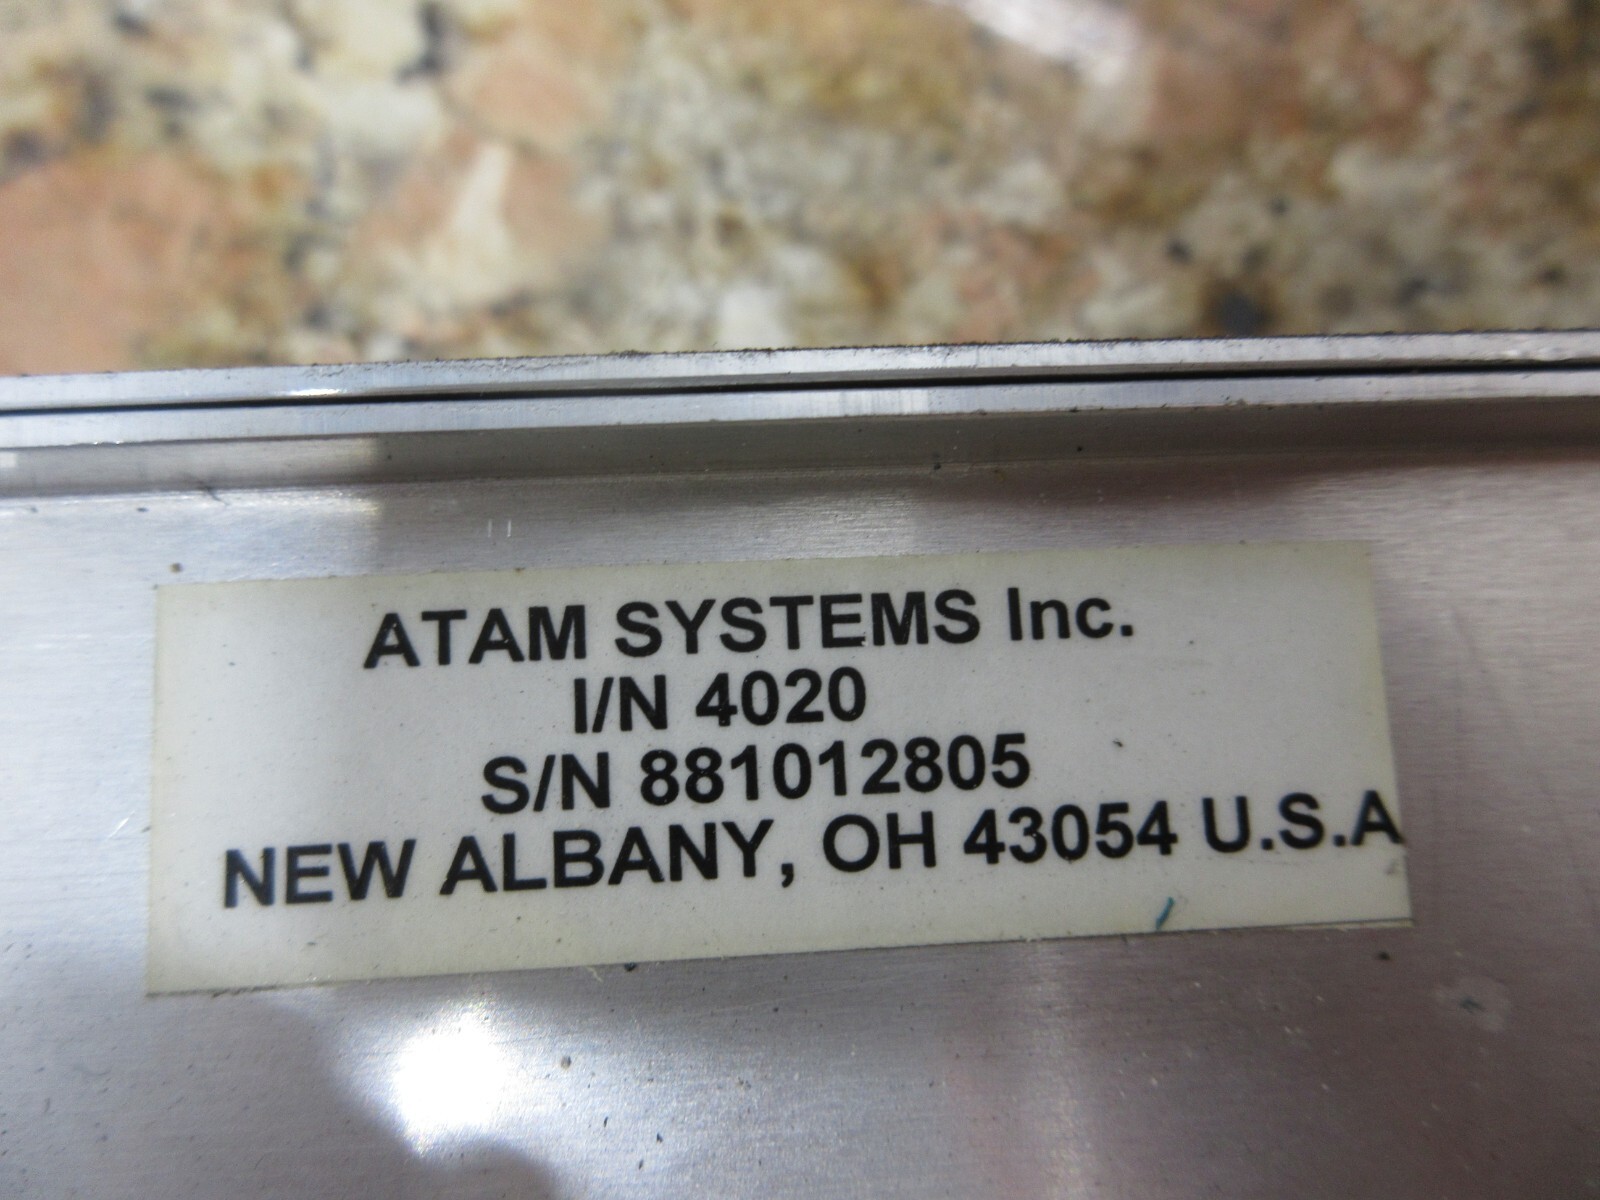 ATAM SYSTEMS Inc.
I/N 4020
S/N 881012805
NEW ALBANY, OH 43054 U.S.A